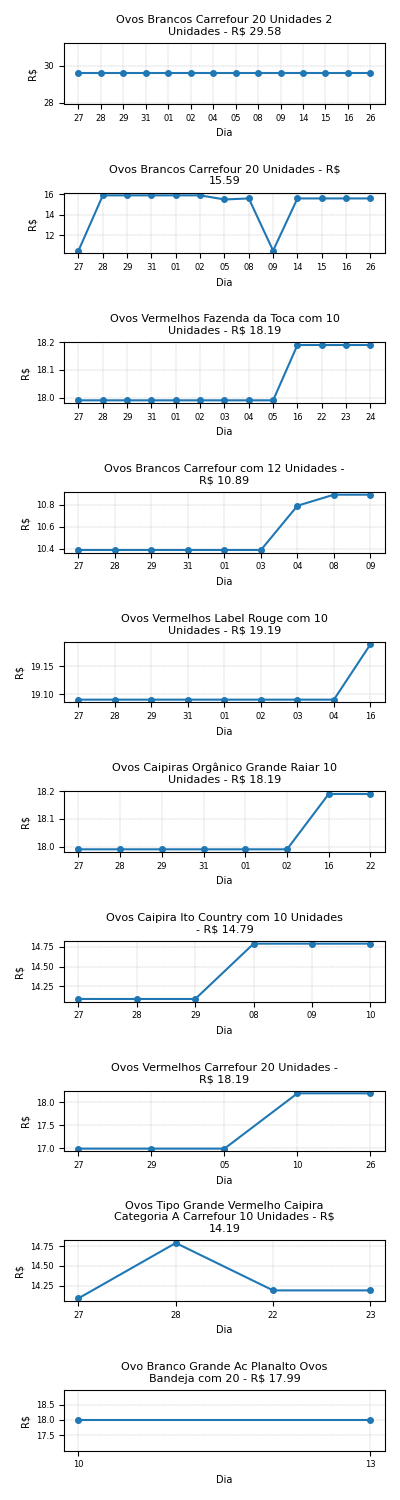 Ovos Brancos Carrefour 20 Unidades 2
Unidades - R$ 29.58
R$
30
28
27 28 29 31 01 02 04 05 08 09 14 15 16 26
Dia
Ovos Brancos Carrefour 20 Unidades - R$
15.59
R$
16
14
12
27 28 29 31 01 02 05 08 09 14 15 16 26
Dia
Ovos Vermelhos Fazenda da Toca com 10
Unidades - R$ 18.19
R$
18.2
18.1
18.0
27 28 29 31 01 02 03 04 05 16 22 23 24
Dia
Ovos Brancos Carrefour com 12 Unidades -
R$ 10.89
R$
10.8
10.6
10.4
27 28 29 31 01 03 04 08 09
Dia
Ovos Vermelhos Label Rouge com 10
Unidades - R$ 19.19
R$
19.15
19.10
27 28 29 31 01 02 03 04 16
Dia
Ovos Caipiras Orgânico Grande Raiar 10
Unidades - R$ 18.19
R$
18.2
18.1
18.0
27 28 29 31 01 02 16 22
Dia
Ovos Caipira Ito Country com 10 Unidades
- R$ 14.79
R$
14.75
14.50
14.25
27 28 29 08 09 10
Dia
Ovos Vermelhos Carrefour 20 Unidades -
R$ 18.19
R$
18.0
17.5
17.0
27 29 05 10 26
Dia
Ovos Tipo Grande Vermelho Caipira
Categoria A Carrefour 10 Unidades - R$
14.19
R$
14.75
14.50
14.25
27 28 22 23
Dia
Ovo Branco Grande Ac Planalto Ovos
Bandeja com 20 - R$ 17.99
R$
18.5
18.0
17.5
10 13
Dia